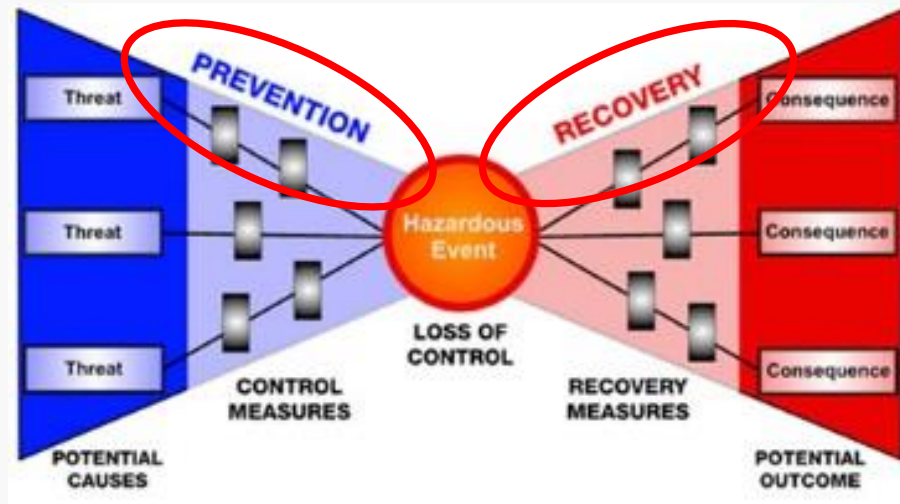 PREVENTION
RECOVERY
Threat
Consequence
Threat
Hazardous
Event
Consequence
LOSS OF
CONTROL
Threat
Consequence
CONTROL
MEASURES
RECOVERY
MEASURES
POTENTIAL
CAUSES
POTENTIAL
OUTCOME